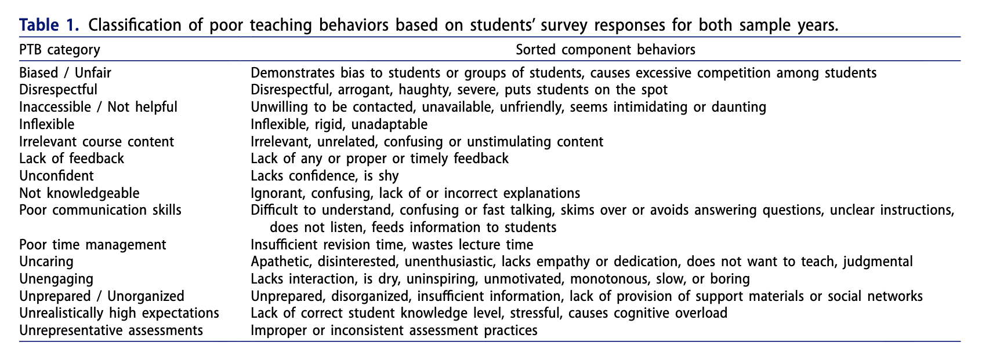 Table 1. Classification of poor teaching behaviors based on students’ survey responses for both sample years.
PTB category Sorted component behaviors
Biased / Unfair Demonstrates bias to students or groups of students, causes excessive competition among students
Disrespectful Disrespectful, arrogant, haughty, severe, puts students on the spot
Inaccessible / Not helpful Unwilling to be contacted, unavailable, unfriendly, seems intimidating or daunting
Inflexible Inflexible, rigid, unadaptable
Irrelevant course content Irrelevant, unrelated, confusing or unstimulating content
Lack of feedback Lack of any or proper or timely feedback
Unconfident Lacks confidence, is shy
Not knowledgeable Ignorant, confusing, lack of or incorrect explanations
Poor communication skills Difficult to understand, confusing or fast talking, skims over or avoids answering questions, unclear instructions,
does not listen, feeds information to students
Poor time management Insufficient revision time, wastes lecture time
Uncaring Apathetic, disinterested, unenthusiastic, lacks empathy or dedication, does not want to teach, judgmental
Unengaging Lacks interaction, is dry, uninspiring, unmotivated, monotonous, slow, or boring
Unprepared / Unorganized Unprepared, disorganized, insufficient information, lack of provision of support materials or social networks
Unrealistically high expectations Lack of correct student knowledge level, stressful, causes cognitive overload
Unrepresentative assessments Improper or inconsistent assessment practices